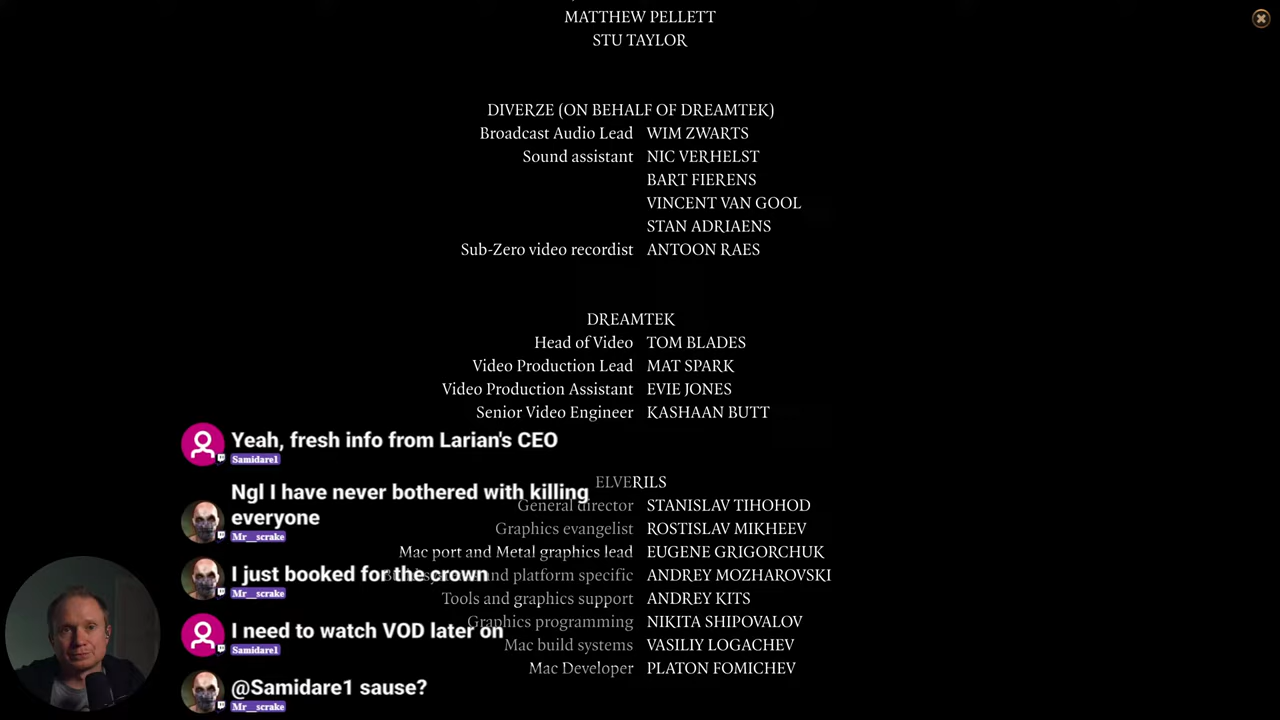 MATTHEW PELLETT
STU TAYLOR
DIVERZE (ON BEHALF OF DREAMTEK)
Broadcast Audio Lead WIM ZWARTS
Sound assistant NIC VERHELST
BART FIERENS
VINCENT VAN GOOL
STAN ADRIAENS
Sub-Zero video recordist ANTOON RAES
DREAMTEK
Head of Video TOM BLADES
Video Production Lead MAT SPARK
Video Production Assistant EVIE JONES
Senior Video Engineer KASHAAN BUTT
ELVERILS
General director STANISLAV TIHOHOD
Graphics evangelist ROSTISLAV MIKHEEV
Mac port and Metal graphics lead EUGENE GRIGORCHUK
and platform specific ANDREY MOZHAROVSKI
Tools and graphics support ANDREY KITS
Graphics programming NIKITA SHIPOVALOV
Mac build systems VASILIY LOGACHEV
Mac Developer PLATON FOMICHEV
Yeah, fresh info from Larian's CEO
Samidare1
Ngl I have never bothered with killing
everyone
Mr__scrake
I just booked for the crown
Mr__scrake
I need to watch VOD later on
Samidare1
@Samidare1 sause?
Mr__scrake